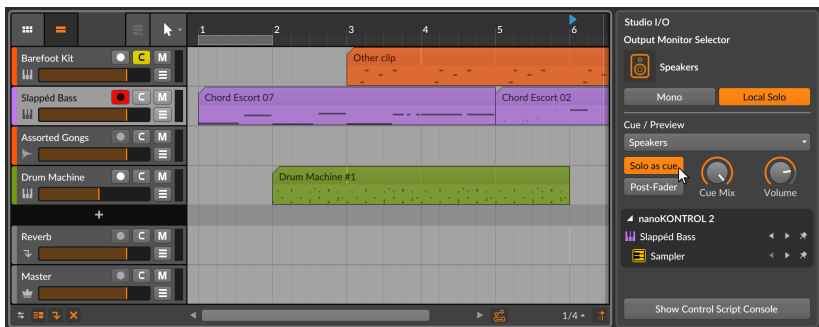 1 2 3 4 5 6
Barefoot Kit C M
Other clip
Slappéd Bass C M
Chord Escort 07
Chord Escort 02
Assorted Gongs C M
Drum Machine C M
Drum Machine #1
+
Reverb C M
Master C M
1/4
Studio I/O
Output Monitor Selector
Speakers
Mono
Local Solo
Cue / Preview
Speakers
Solo as cue
Post-Fader
Cue Mix
Volume
nanoKONTROL 2
Slappéd Bass
Sampler
Show Control Script Console